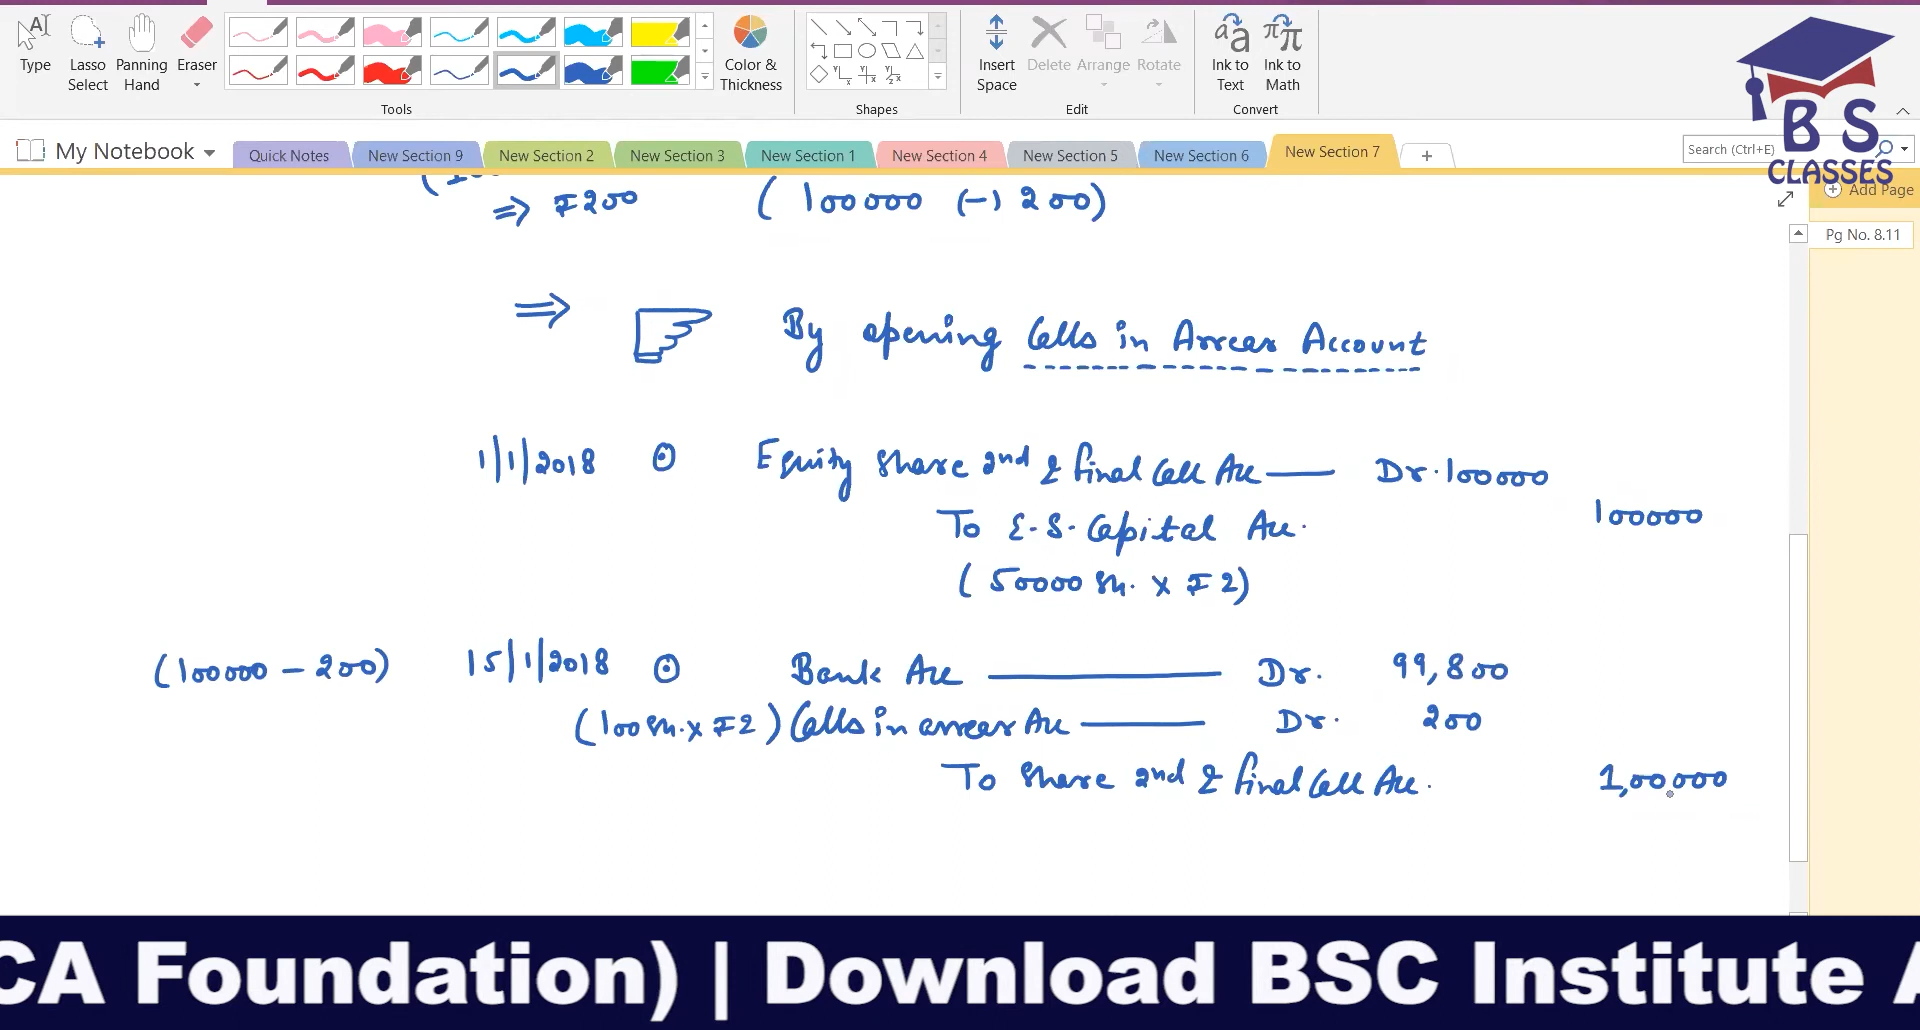 Type
Lasso Select
Panning Hand
Eraser
Color & Thickness
Insert Space
Delete
Arrange
Rotate
Ink to Text
Ink to Math
Tools
Shapes
Edit
Convert
B S
CLASSES
My Notebook
Quick Notes
New Section 9
New Section 2
New Section 3
New Section 1
New Section 4
New Section 5
New Section 6
New Section 7
Search (Ctrl+E)
Add Page
Pg No. 8.11
⇒ ₹200 (100000 (-) 200)
⇒ By opening Calls in Arrear Account
1/1/2018 Equity Share 2nd & final Call A/c — Dr. 100000
To E.S. Capital A/c. 100000
(50000 Sh. x ₹2)
(100000 - 200) 15/1/2018 Bank A/c — Dr. 99,800
(100 Sh. x ₹2) Calls in arrear A/c — Dr. 200
To Share 2nd & final Call A/c. 1,00,000
CA Foundation) | Download BSC Institute A